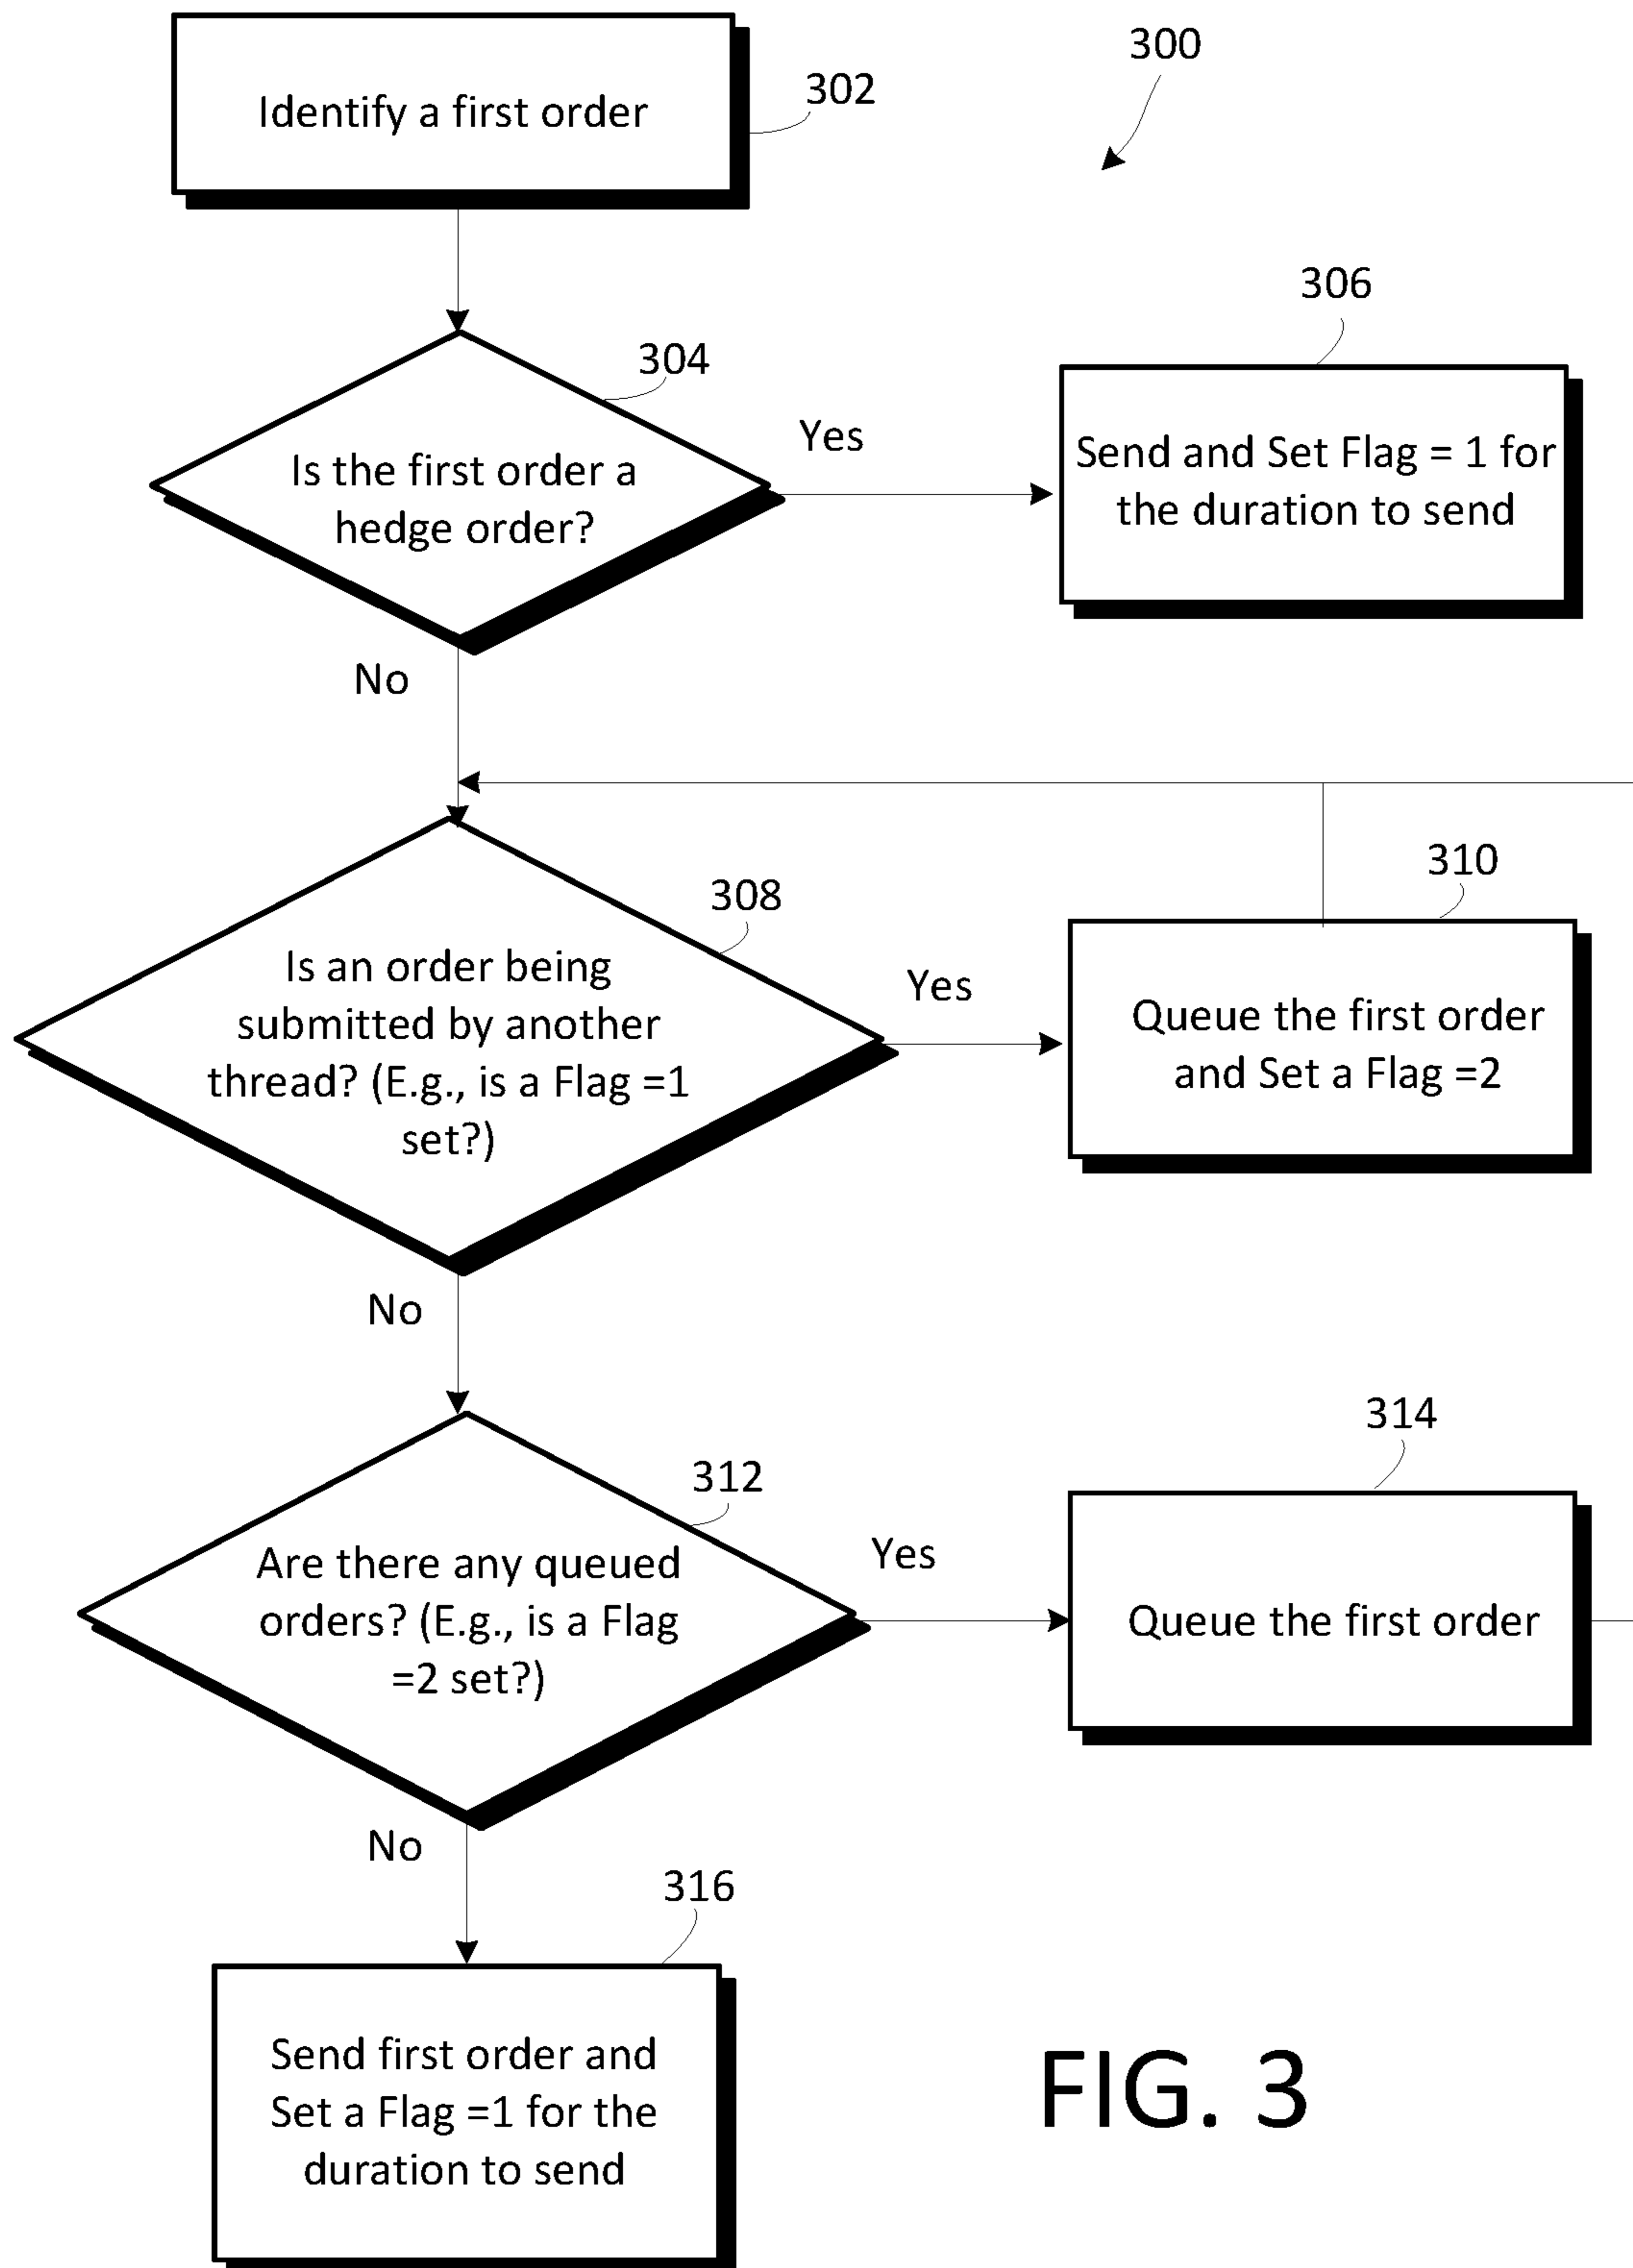 300
Identify a first order
302
306
304
Is the first order a
hedge order?
Yes
Send and Set Flag = 1 for
the duration to send
No
310
308
Is an order being
submitted by another
thread? (E.g., is a Flag =1
set?)
Yes
Queue the first order
and Set a Flag =2
No
314
312
Are there any queued
orders? (E.g., is a Flag
=2 set?)
Yes
Queue the first order
No
316
Send first order and
Set a Flag =1 for the
duration to send
FIG. 3